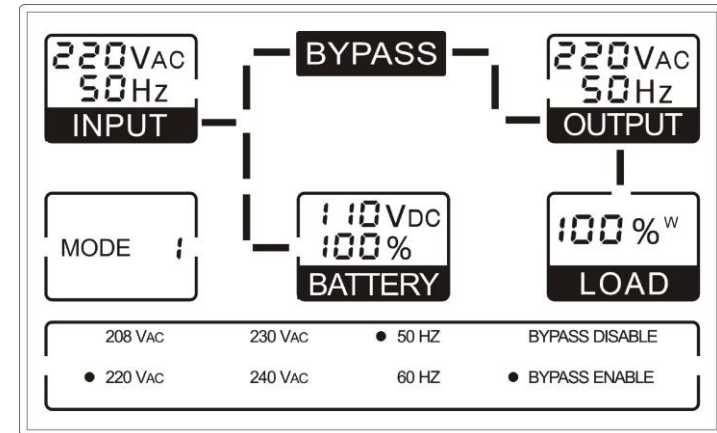 220VAC
50Hz
INPUT
BYPASS
220VAC
50Hz
OUTPUT
MODE 1
110VDC
100%
BATTERY
100%W
LOAD
208 VAC 230 VAC ● 50 HZ BYPASS DISABLE
● 220 VAC 240 VAC 60 HZ ● BYPASS ENABLE